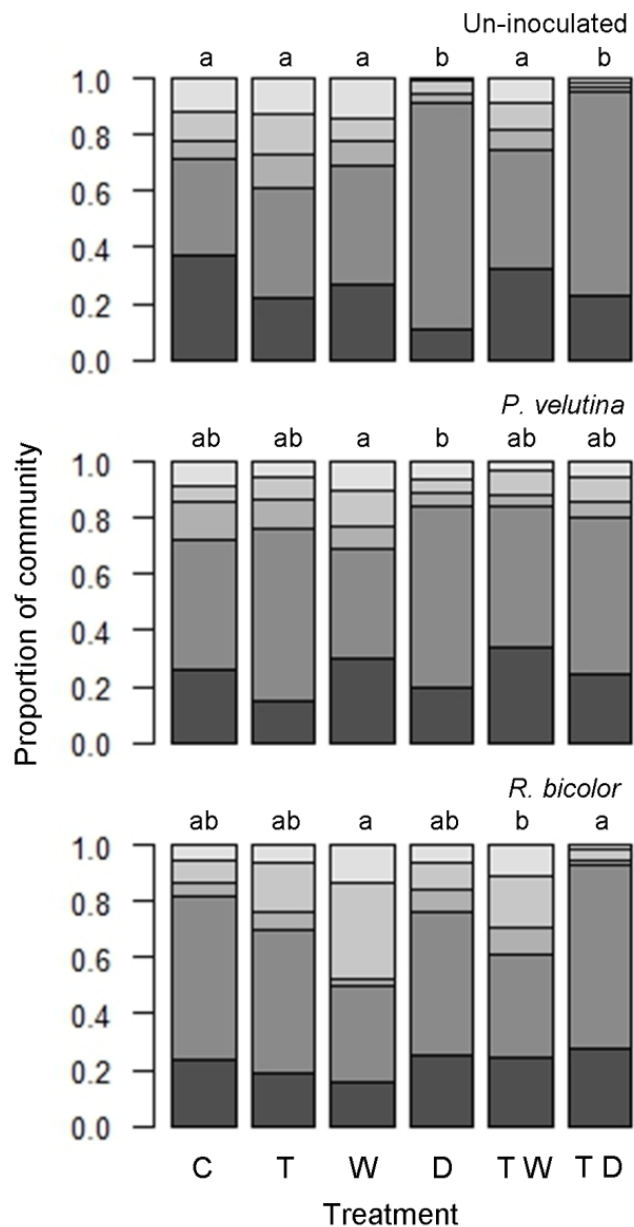 Un-inoculated
a a a b a b
1.0
0.8
0.6
0.4
0.2
0.0
P. velutina
ab ab a b ab ab
1.0
0.8
0.6
0.4
0.2
0.0
Proportion of community
R. bicolor
ab ab a ab b a
1.0
0.8
0.6
0.4
0.2
0.0
C T W D T W T D
Treatment